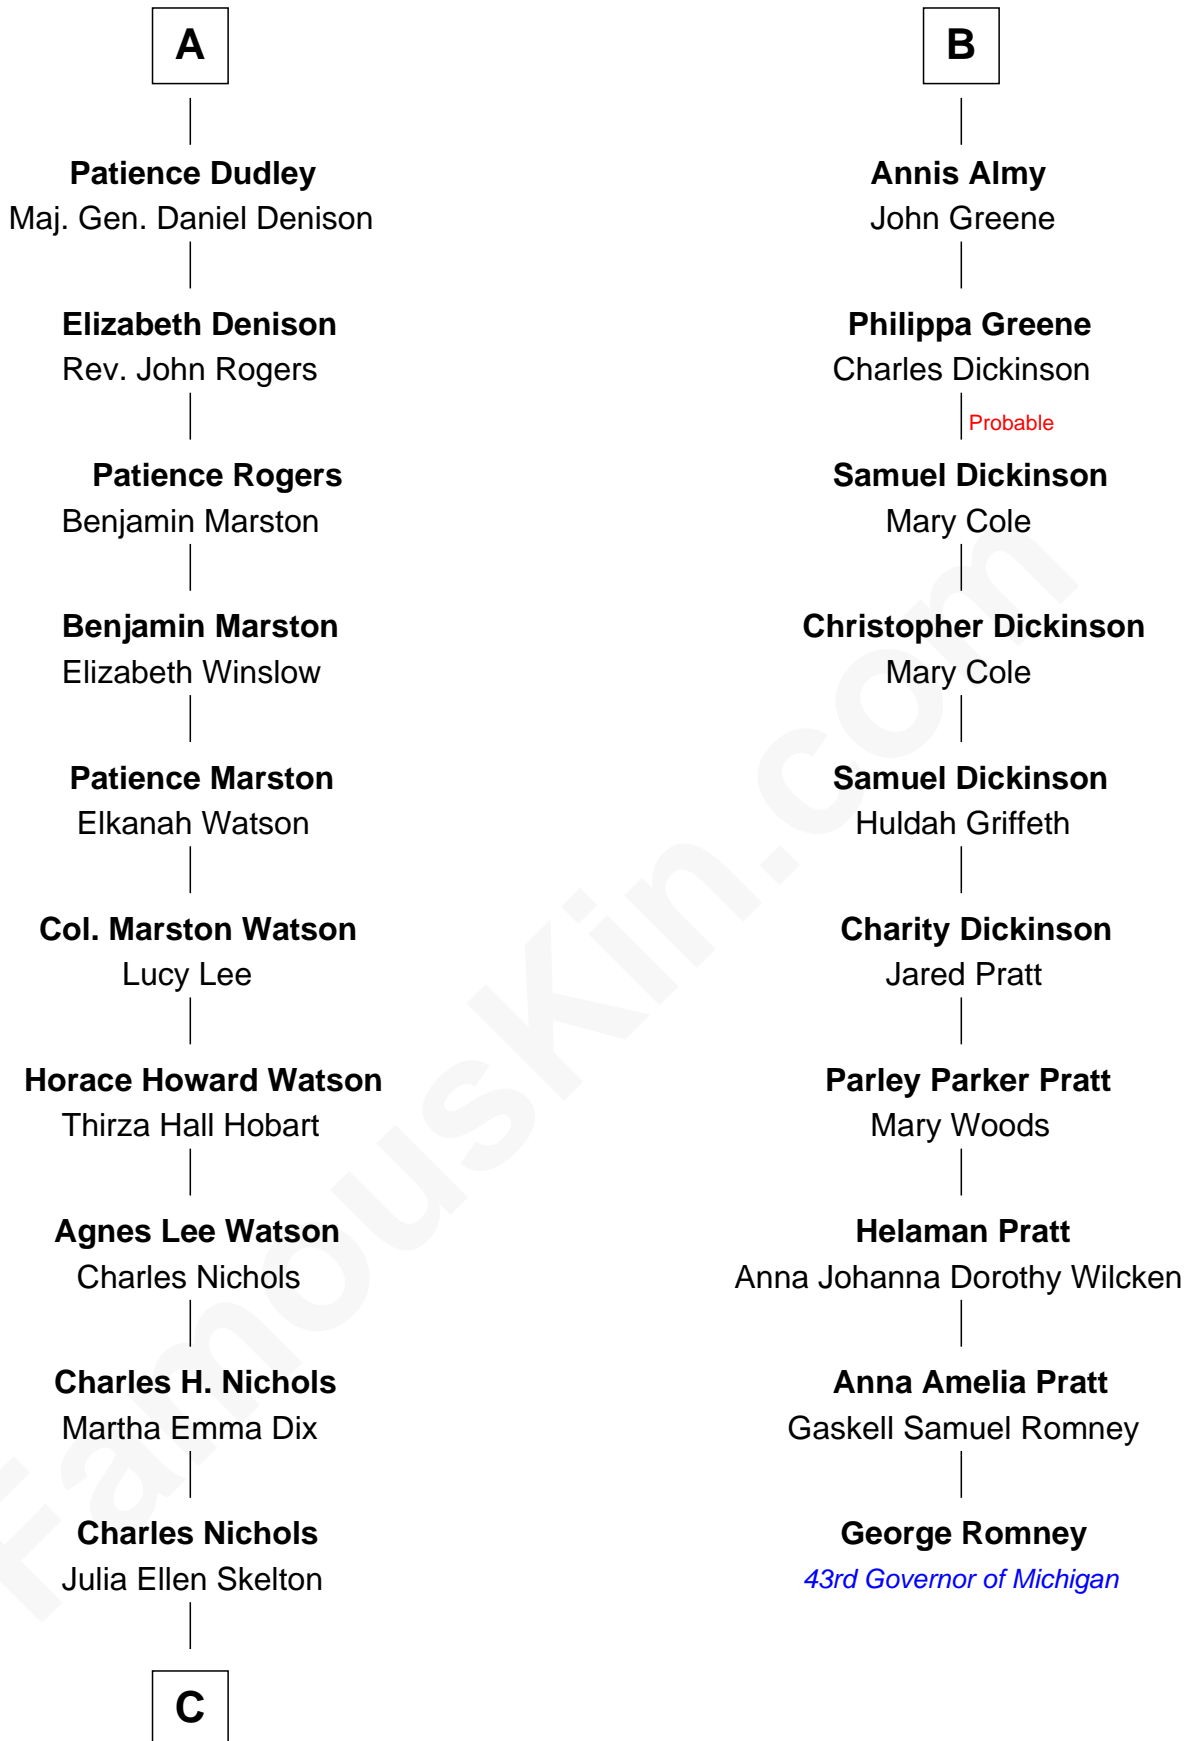 A
Patience Dudley
Maj. Gen. Daniel Denison
Elizabeth Denison
Rev. John Rogers
Patience Rogers
Benjamin Marston
Benjamin Marston
Elizabeth Winslow
Patience Marston
Elkanah Watson
Col. Marston Watson
Lucy Lee
Horace Howard Watson
Thirza Hall Hobart
Agnes Lee Watson
Charles Nichols
Charles H. Nichols
Martha Emma Dix
Charles Nichols
Julia Ellen Skelton
C
B
Annis Almy
John Greene
Philippa Greene
Charles Dickinson
Probable
Samuel Dickinson
Mary Cole
Christopher Dickinson
Mary Cole
Samuel Dickinson
Huldah Griffeth
Charity Dickinson
Jared Pratt
Parley Parker Pratt
Mary Woods
Helaman Pratt
Anna Johanna Dorothy Wilcken
Anna Amelia Pratt
Gaskell Samuel Romney
George Romney
43rd Governor of Michigan
FamousKin.com